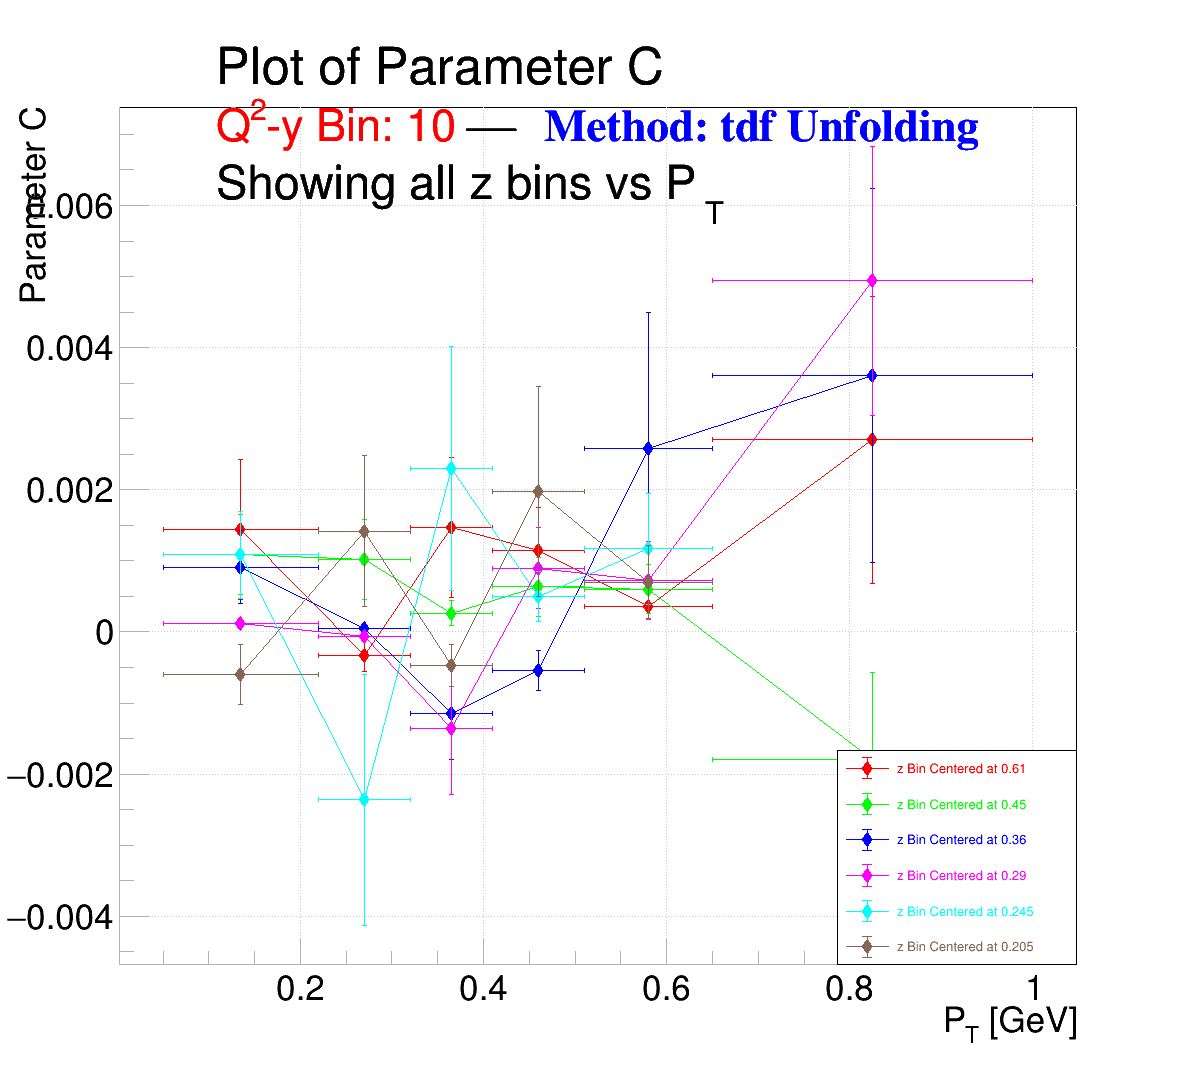 Plot of Parameter C
Q²-y Bin: 10 — Method: tdf Unfolding
Showing all z bins vs P_T
Parameter C
0.006
0.004
0.002
0
−0.002
−0.004
z Bin Centered at 0.61
z Bin Centered at 0.45
z Bin Centered at 0.36
z Bin Centered at 0.29
z Bin Centered at 0.245
z Bin Centered at 0.205
0.2 0.4 0.6 0.8 1
P_T [GeV]